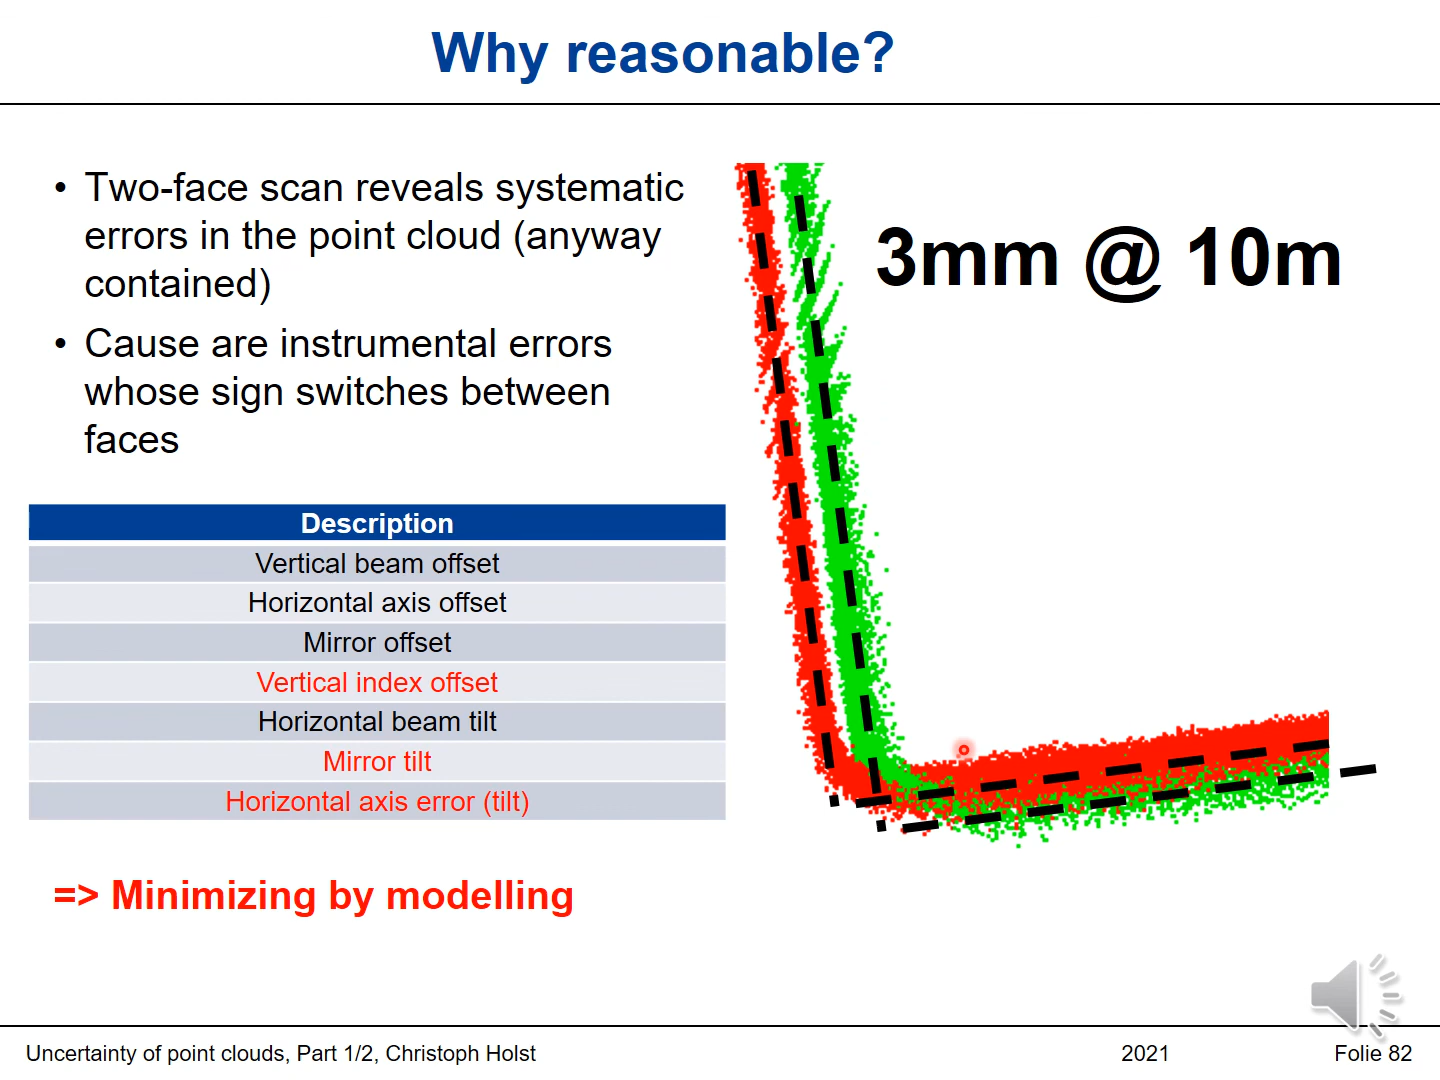 Why reasonable?
• Two-face scan reveals systematic
errors in the point cloud (anyway
contained)
• Cause are instrumental errors
whose sign switches between
faces
3mm @ 10m
Description
Vertical beam offset
Horizontal axis offset
Mirror offset
Vertical index offset
Horizontal beam tilt
Mirror tilt
Horizontal axis error (tilt)
=> Minimizing by modelling
Uncertainty of point clouds, Part 1/2, Christoph Holst
2021
Folie 82